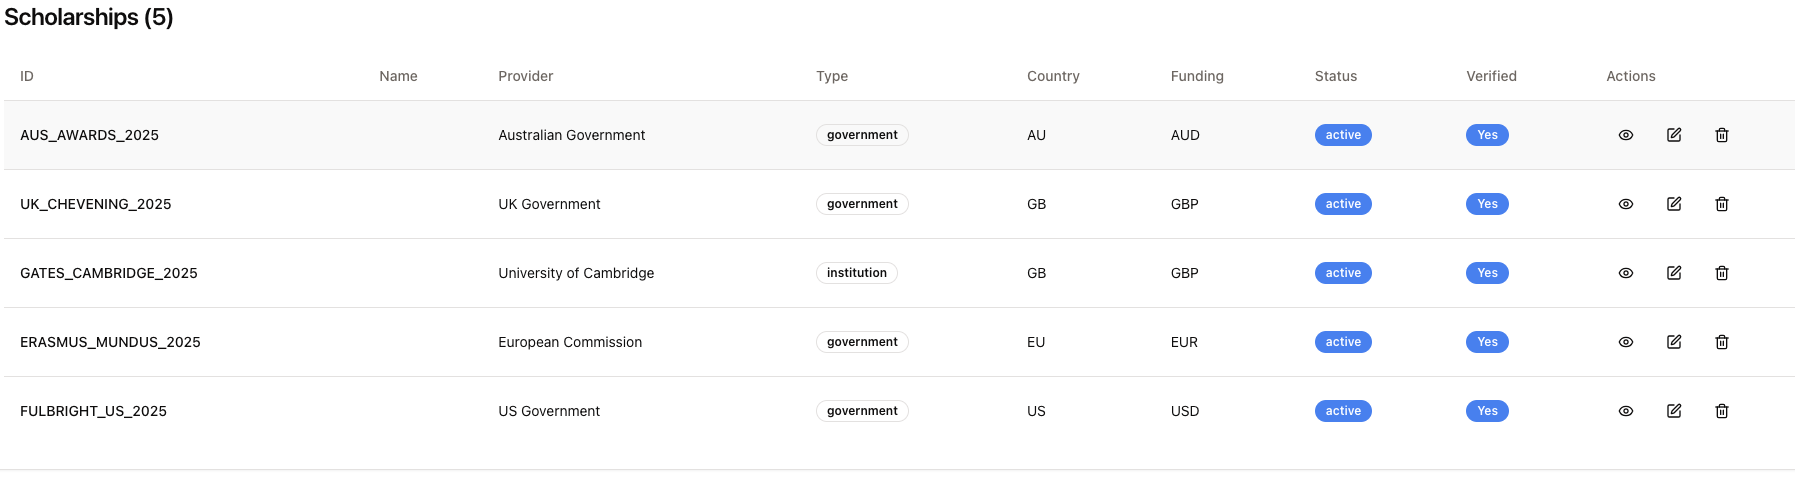 Scholarships (5)
ID Name Provider Type Country Funding Status Verified Actions
AUS_AWARDS_2025 Australian Government government AU AUD active Yes
UK_CHEVENING_2025 UK Government government GB GBP active Yes
GATES_CAMBRIDGE_2025 University of Cambridge institution GB GBP active Yes
ERASMUS_MUNDUS_2025 European Commission government EU EUR active Yes
FULBRIGHT_US_2025 US Government government US USD active Yes